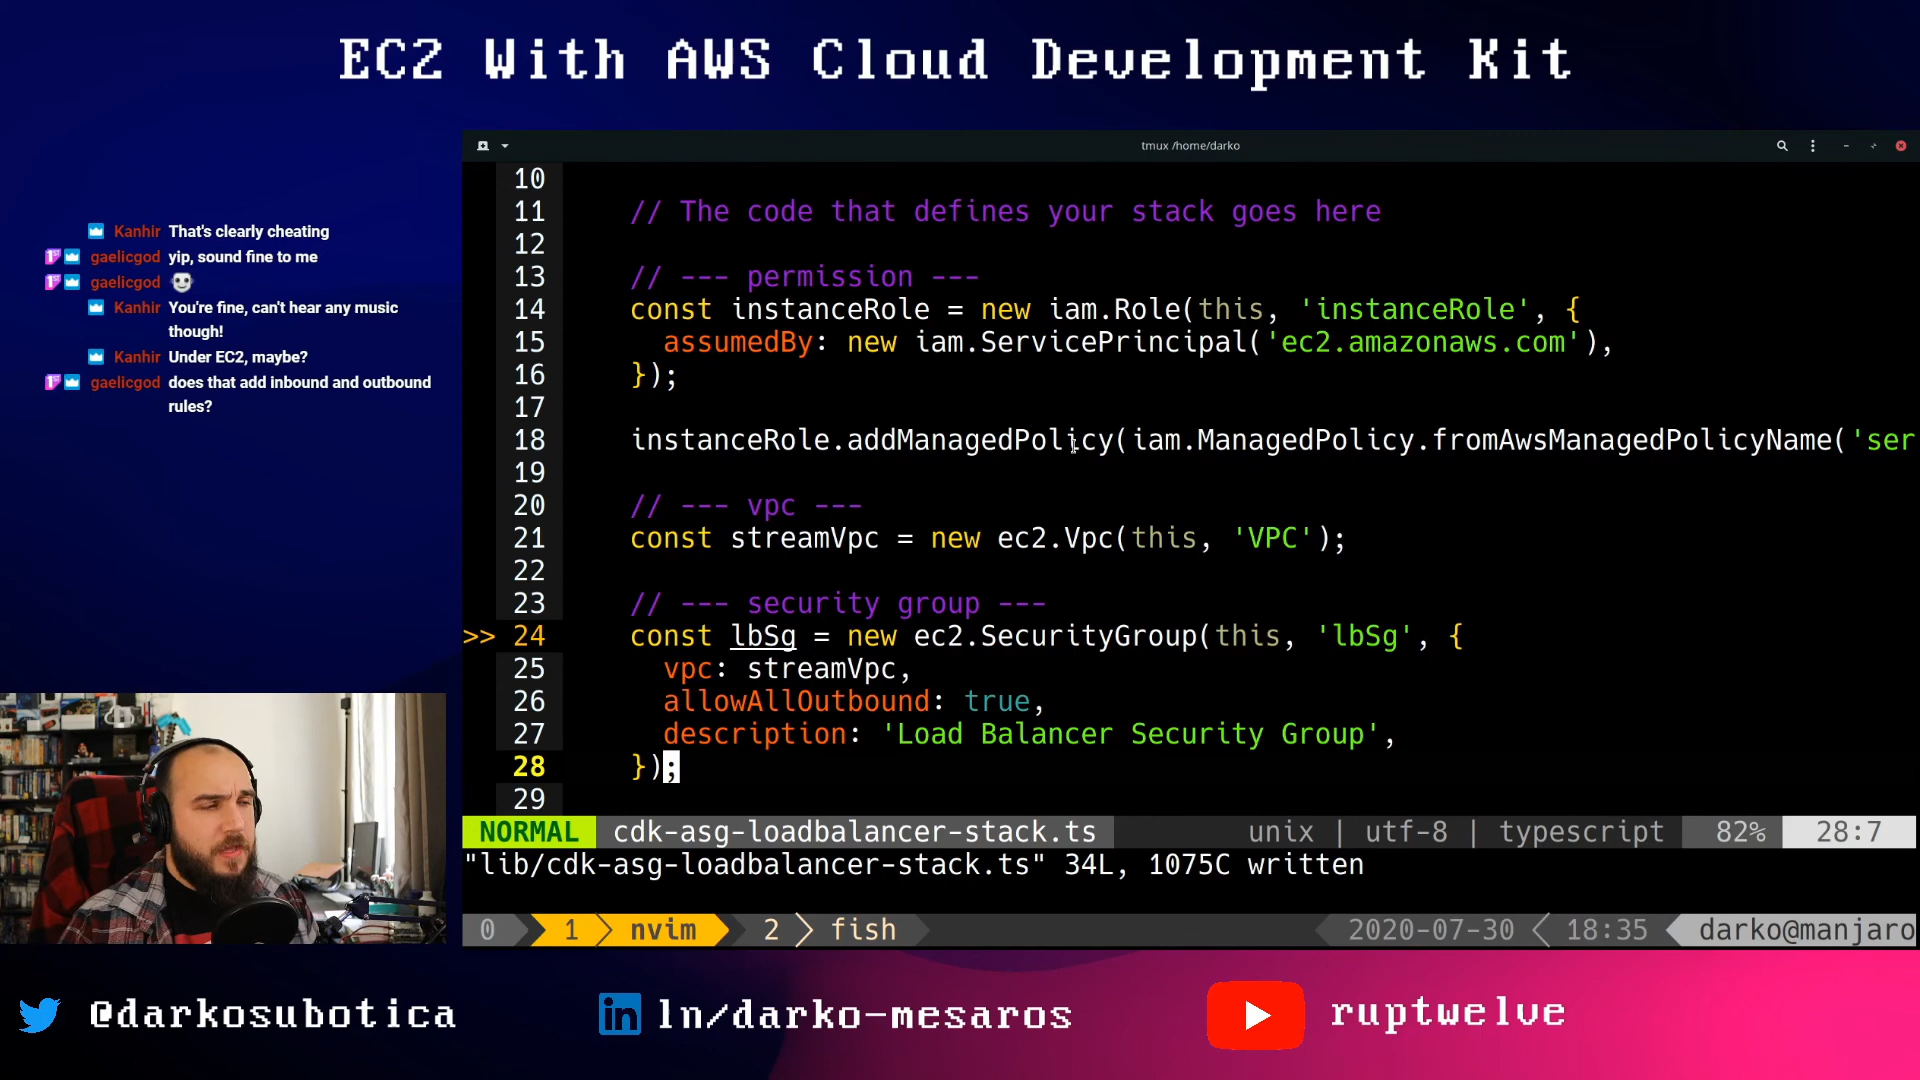 EC2 With AWS Cloud Development Kit
tmux /home/darko
Kanhir That's clearly cheating
gaelicgod yip, sound fine to me
gaelicgod
Kanhir You're fine, can't hear any music
though!
Kanhir Under EC2, maybe?
gaelicgod does that add inbound and outbound
rules?
10
11 // The code that defines your stack goes here
12
13 // --- permission ---
14 const instanceRole = new iam.Role(this, 'instanceRole', {
15 assumedBy: new iam.ServicePrincipal('ec2.amazonaws.com'),
16 });
17
18 instanceRole.addManagedPolicy(iam.ManagedPolicy.fromAwsManagedPolicyName('ser
19
20 // --- vpc ---
21 const streamVpc = new ec2.Vpc(this, 'VPC');
22
23 // --- security group ---
>> 24 const lbSg = new ec2.SecurityGroup(this, 'lbSg', {
25 vpc: streamVpc,
26 allowAllOutbound: true,
27 description: 'Load Balancer Security Group',
28 });
29
NORMAL cdk-asg-loadbalancer-stack.ts unix | utf-8 | typescript 82% 28:7
"lib/cdk-asg-loadbalancer-stack.ts" 34L, 1075C written
0 1 nvim 2 fish 2020-07-30 18:35 darko@manjaro
@darkosubotica
in ln/darko-mesaros
ruptwelve